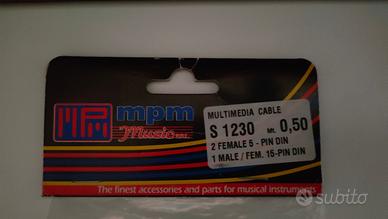 mpm
Music
MULTIMEDIA CABLE
S 1230 Mt. 0,50
2 FEMALE 5 - PIN DIN
1 MALE / FEM. 15-PIN DIN
The finest accessories and parts for musical instruments
subito